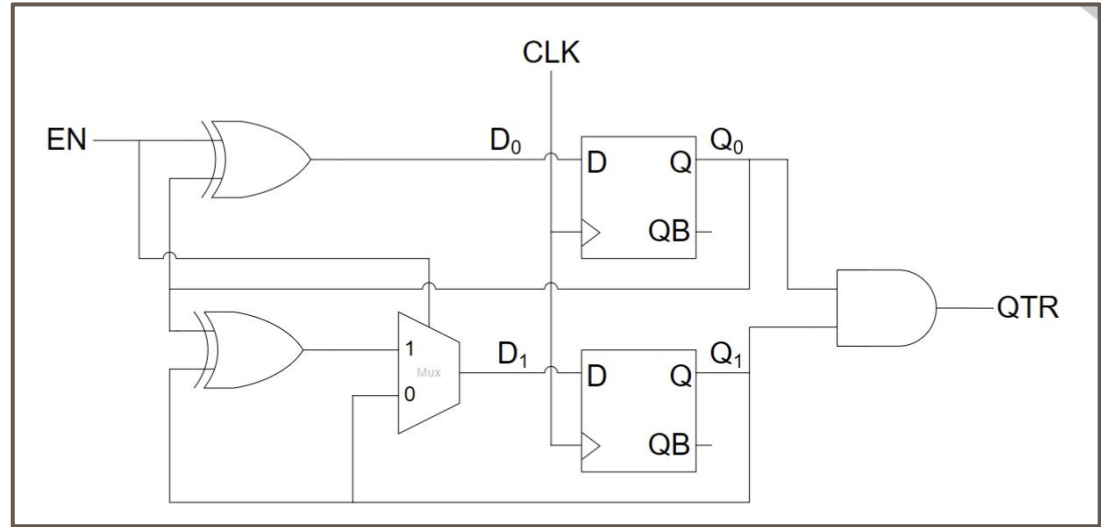 CLK
EN
D₀
Q₀
D
Q
QB
QTR
1
Mux
0
D₁
Q₁
D
Q
QB